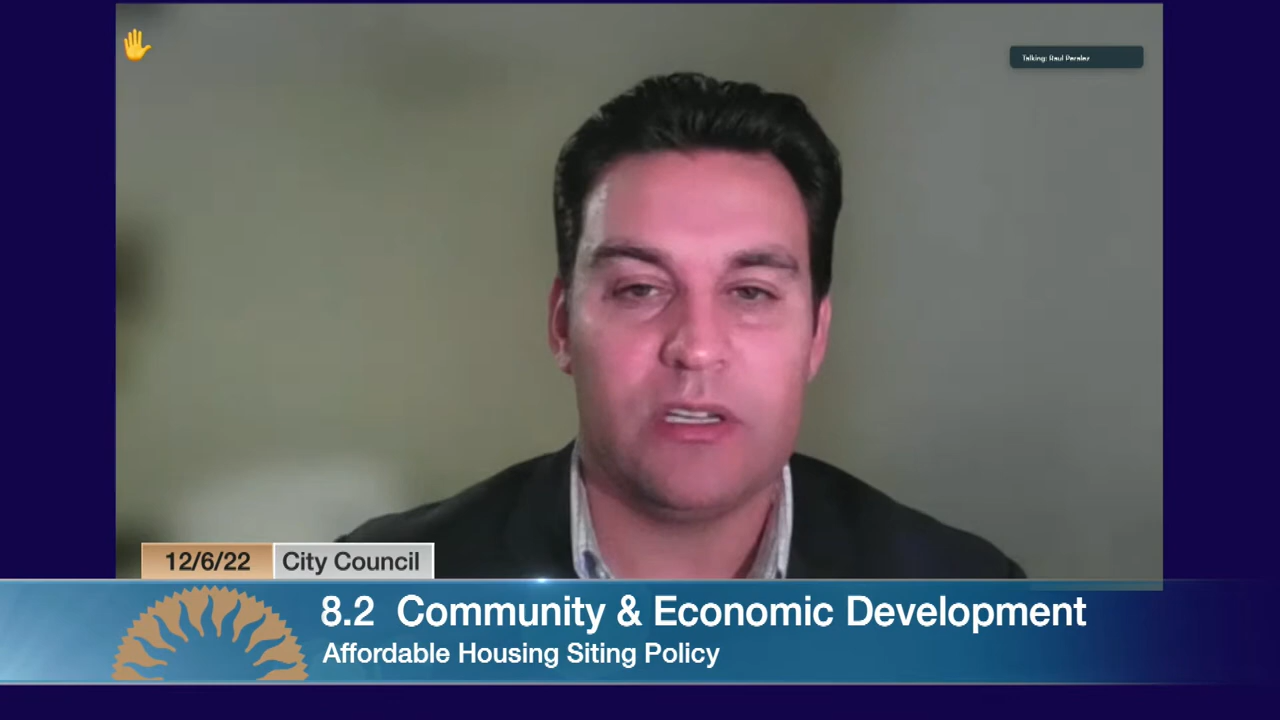 Talking: Raul Peralez
12/6/22 City Council
8.2 Community & Economic Development
Affordable Housing Siting Policy